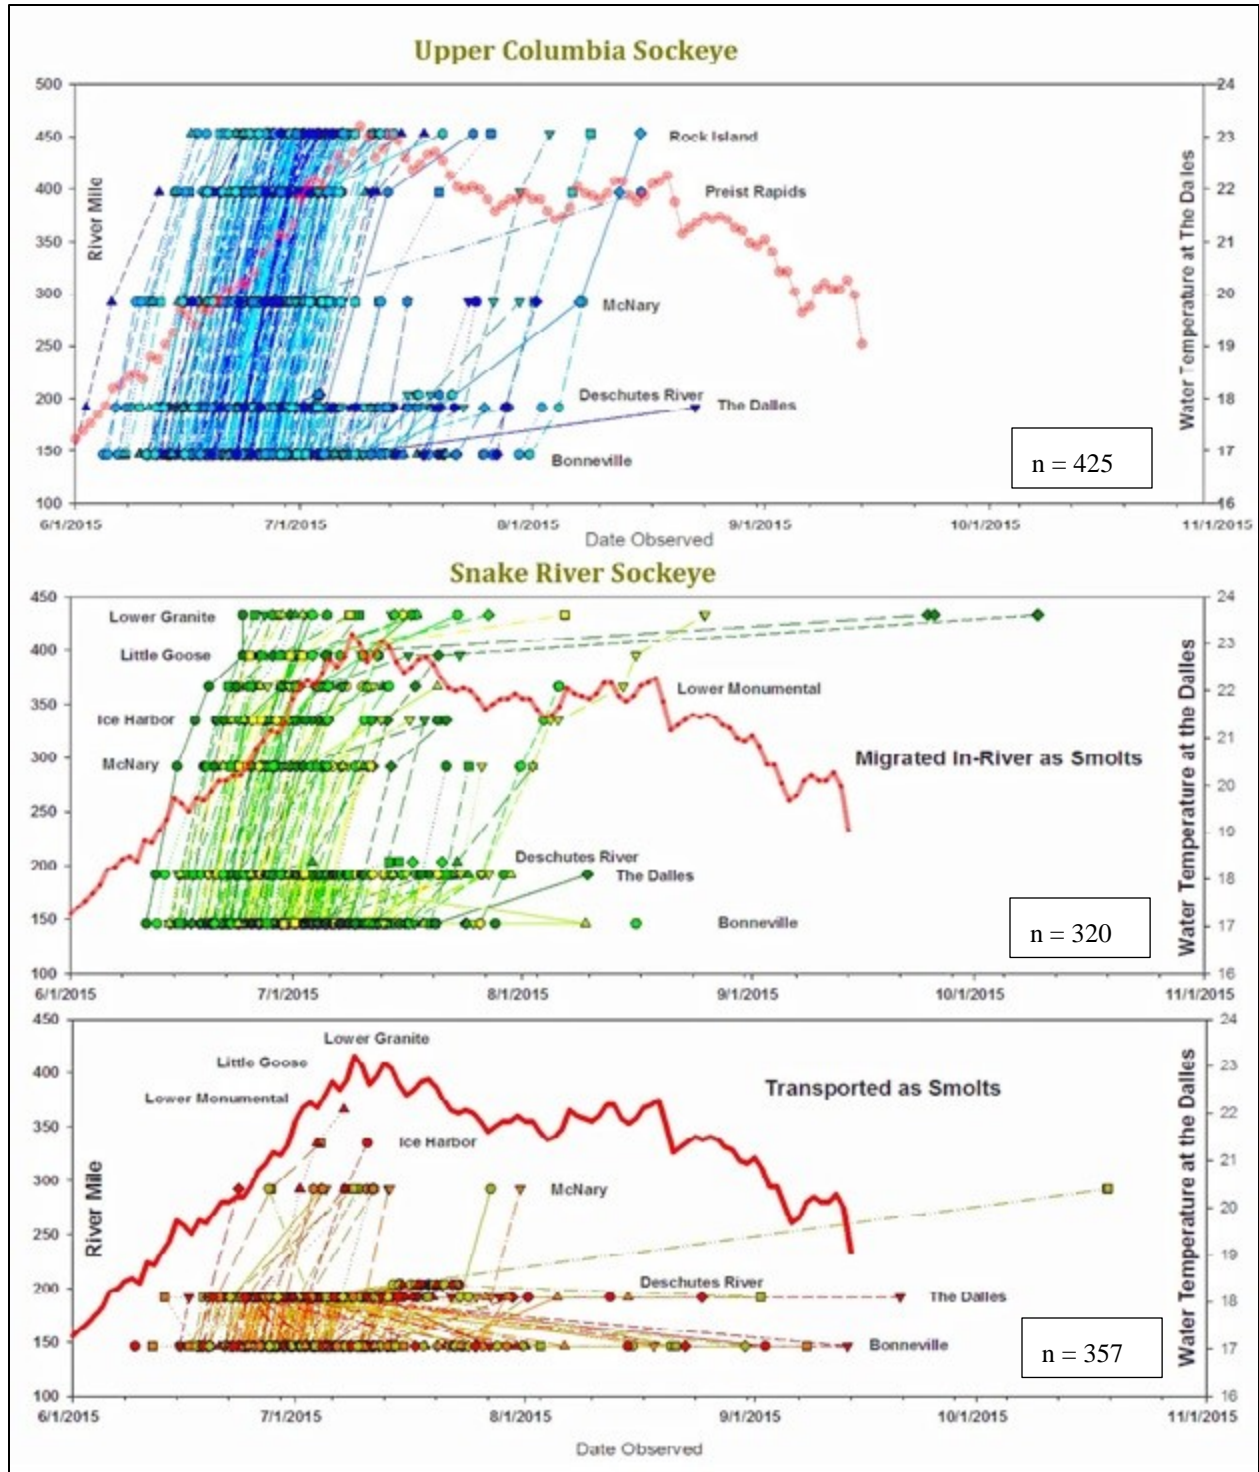 Upper Columbia Sockeye
500
450
400
350
300
250
200
150
100
River Mile
24
23
22
21
20
19
18
17
16
Water Temperature at The Dalles
Rock Island
Preist Rapids
McNary
Deschutes River
The Dalles
Bonneville
n = 425
6/1/2015 7/1/2015 8/1/2015 9/1/2015 10/1/2015 11/1/2015
Date Observed
Snake River Sockeye
450
400
350
300
250
200
150
100
24
23
22
21
20
19
18
17
16
Water Temperature at the Dalles
Lower Granite
Little Goose
Lower Monumental
Ice Harbor
Migrated In-River as Smolts
McNary
Deschutes River
The Dalles
Bonneville
n = 320
6/1/2015 7/1/2015 8/1/2015 9/1/2015 10/1/2015 11/1/2015
450
400
350
300
250
200
150
100
River Mile
24
23
22
21
20
19
18
17
16
Water Temperature at the Dalles
Lower Granite
Little Goose
Transported as Smolts
Lower Monumental
Ice Harbor
McNary
Deschutes River
The Dalles
Bonneville
n = 357
6/1/2015 7/1/2015 8/1/2015 9/1/2015 10/1/2015 11/1/2015
Date Observed